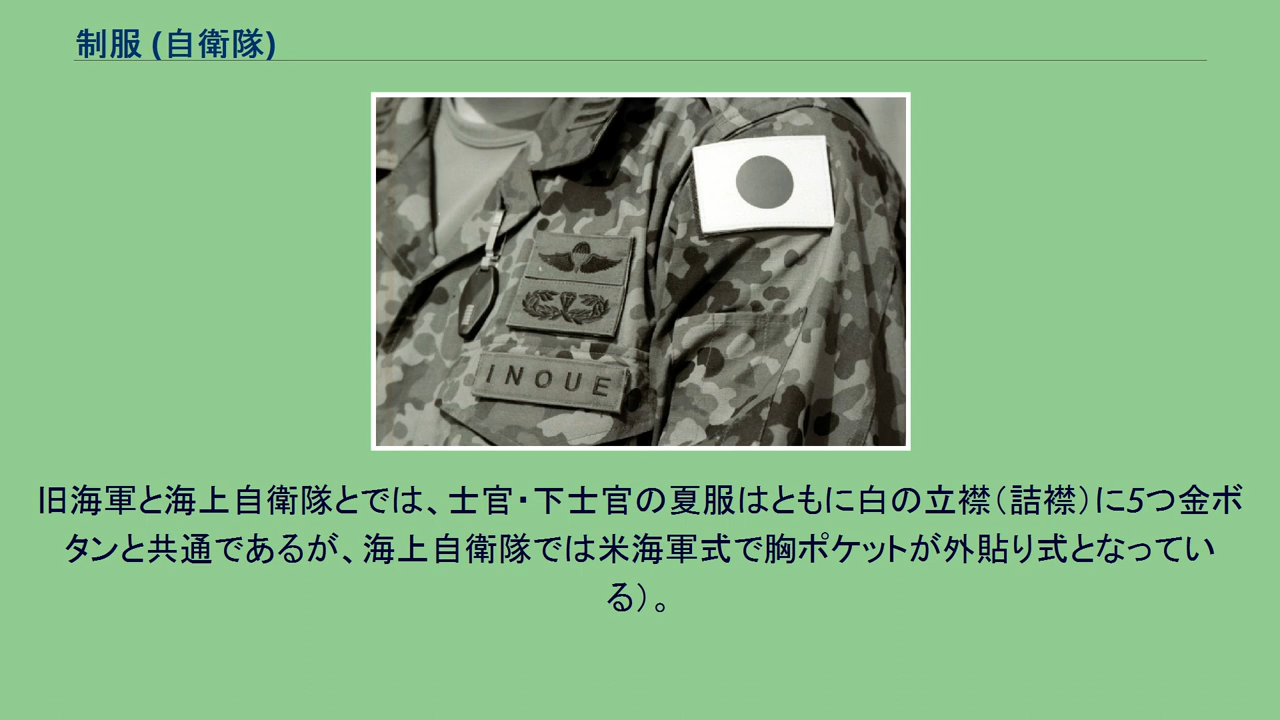 制服 (自衛隊)
INOUE
旧海軍と海上自衛隊とでは、士官・下士官の夏服はともに白の立襟(詰襟)に5つ金ボ
タンと共通であるが、海上自衛隊では米海軍式で胸ポケットが外貼り式となってい
る)。